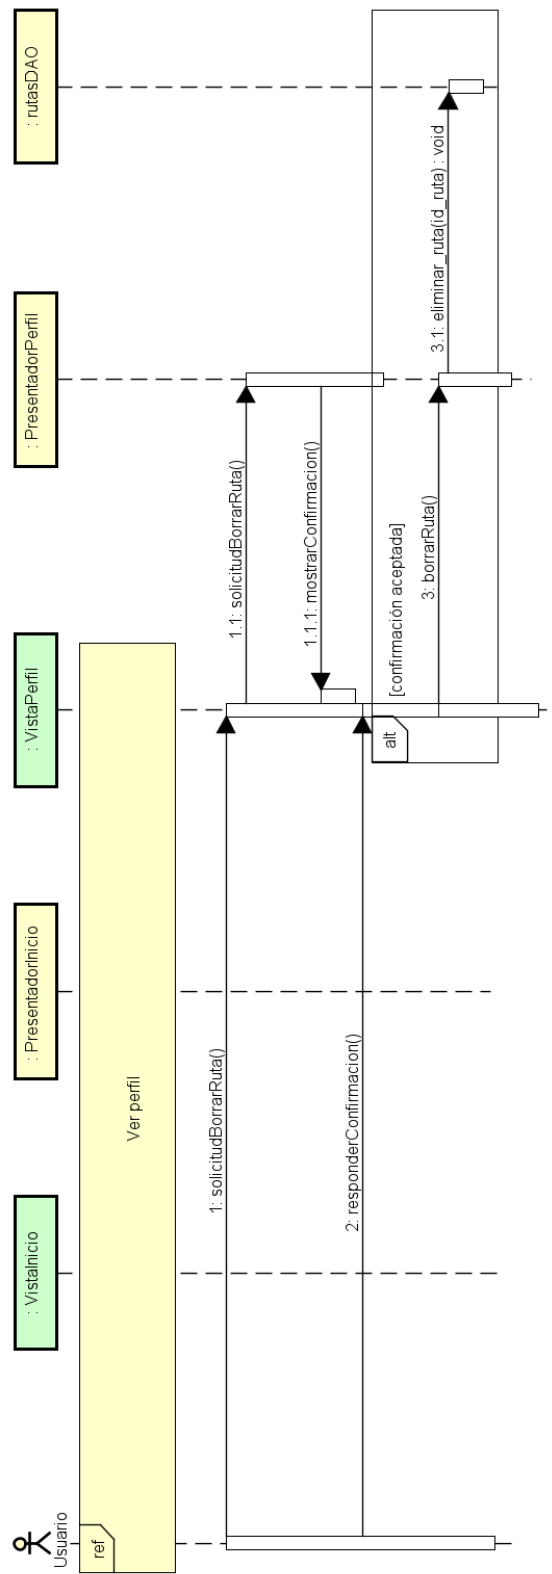 Usuario
: VistaInicio
: PresentadorInicio
: VistaPerfil
: PresentadorPerfil
: rutasDAO
ref
Ver perfil
1: solicitudBorrarRuta()
1.1: solicitudBorrarRuta()
1.1.1: mostrarConfirmacion()
2: responderConfirmacion()
alt
[confirmación aceptada]
3: borrarRuta()
3.1: eliminar_ruta(id_ruta) : void